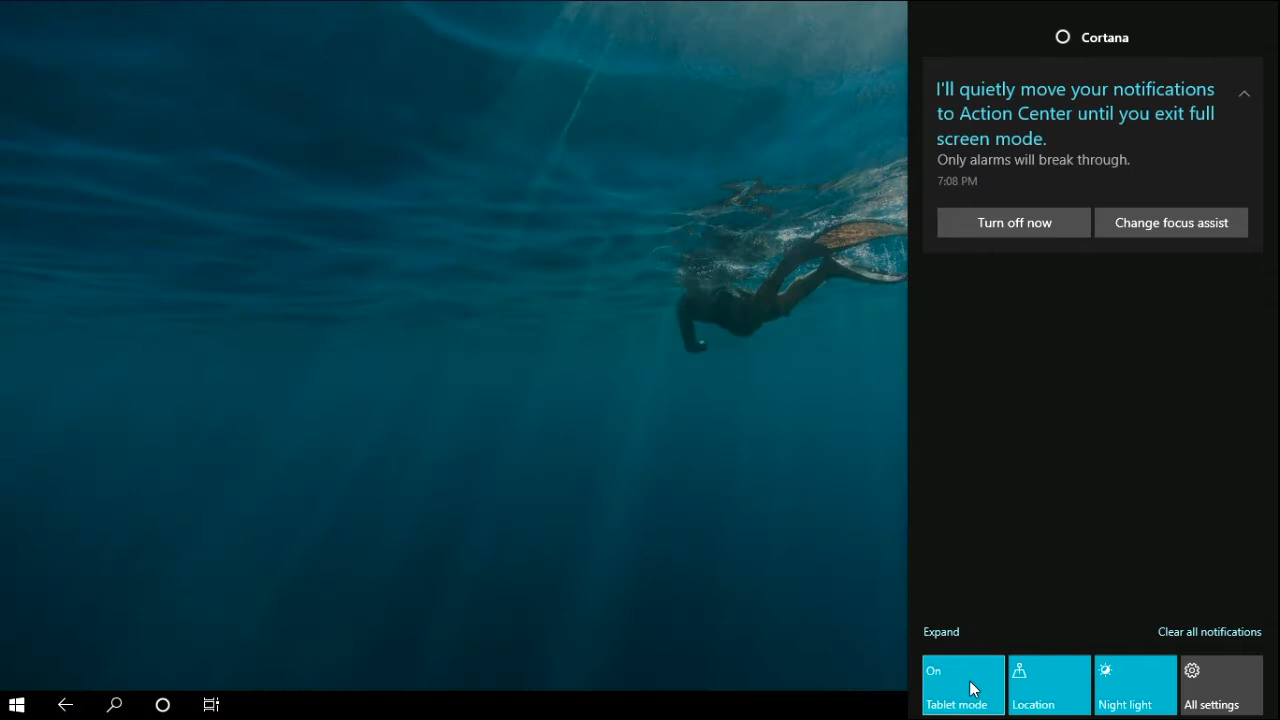 Cortana
I'll quietly move your notifications
to Action Center until you exit full
screen mode.
Only alarms will break through.
7:08 PM
Turn off now
Change focus assist
Expand
Clear all notifications
On
Tablet mode
Location
Night light
All settings